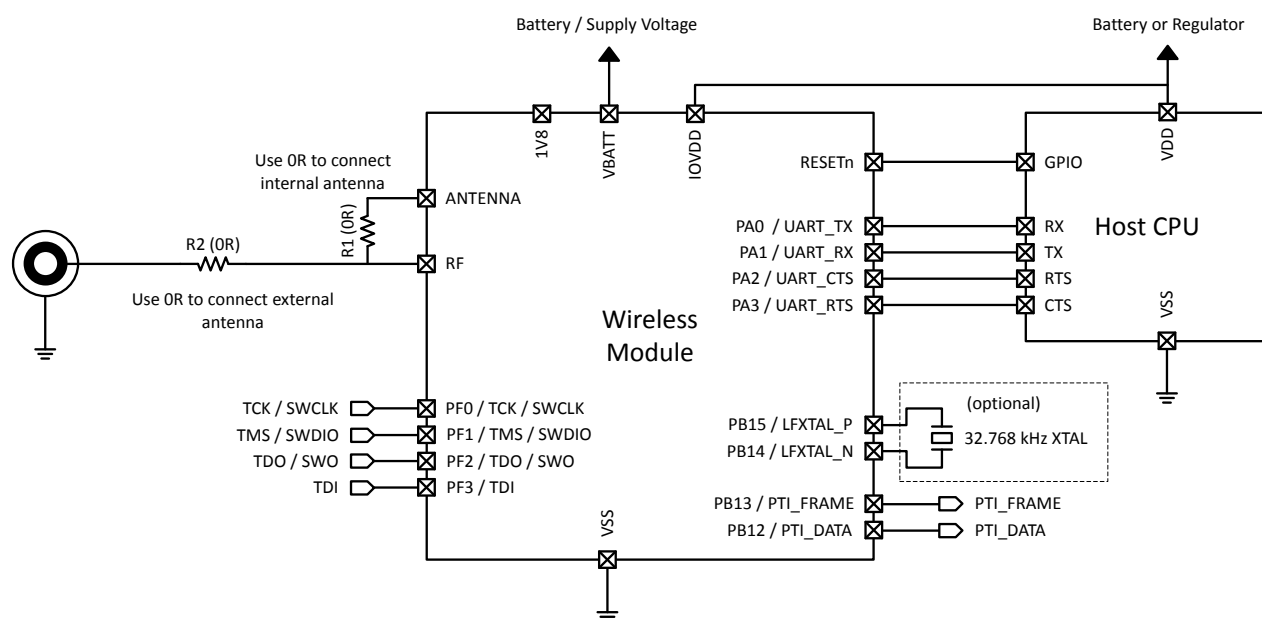 Battery / Supply Voltage
Battery or Regulator
1V8
VBATT
IOVDD
VDD
Use 0R to connect
internal antenna
RESETn
GPIO
ANTENNA
R1 (0R)
R2 (0R)
RF
Use 0R to connect external
antenna
PA0 / UART_TX
RX
PA1 / UART_RX
TX
PA2 / UART_CTS
RTS
PA3 / UART_RTS
CTS
Host CPU
VSS
Wireless
Module
TCK / SWCLK
PF0 / TCK / SWCLK
TMS / SWDIO
PF1 / TMS / SWDIO
TDO / SWO
PF2 / TDO / SWO
TDI
PF3 / TDI
(optional)
PB15 / LFXTAL_P
32.768 kHz XTAL
PB14 / LFXTAL_N
PB13 / PTI_FRAME
PTI_FRAME
PB12 / PTI_DATA
PTI_DATA
VSS